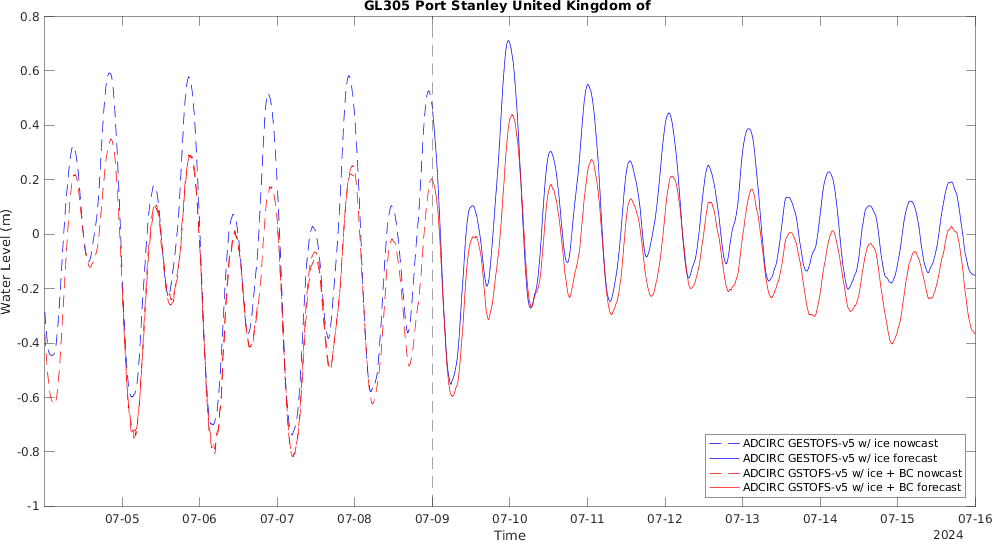 GL305 Port Stanley United Kingdom of
0.8
0.6
0.4
0.2
0
-0.2
-0.4
-0.6
-0.8
-1
Water Level (m)
ADCIRC GESTOFS-v5 w/ ice nowcast
ADCIRC GESTOFS-v5 w/ ice forecast
ADCIRC GSTOFS-v5 w/ ice + BC nowcast
ADCIRC GSTOFS-v5 w/ ice + BC forecast
07-05 07-06 07-07 07-08 07-09 07-10 07-11 07-12 07-13 07-14 07-15 07-16
Time
2024